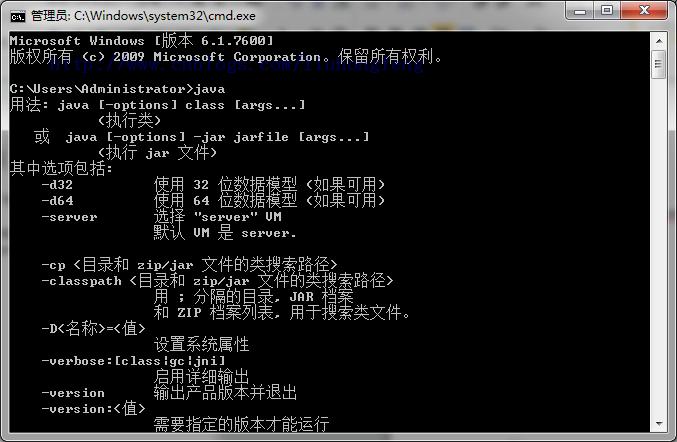 管理员: C:\Windows\system32\cmd.exe
Microsoft Windows [版本 6.1.7600]
版权所有 (c) 2009 Microsoft Corporation。保留所有权利。
C:\Users\Administrator>java
用法: java [-options] class [args...]
(执行类)
或  java [-options] -jar jarfile [args...]
(执行 jar 文件)
其中选项包括:
-d32 使用 32 位数据模型 (如果可用)
-d64 使用 64 位数据模型 (如果可用)
-server 选择 "server" VM
默认 VM 是 server.
-cp <目录和 zip/jar 文件的类搜索路径>
-classpath <目录和 zip/jar 文件的类搜索路径>
用 ; 分隔的目录, JAR 档案
和 ZIP 档案列表, 用于搜索类文件。
-D<名称>=<值>
设置系统属性
-verbose:[class|gc|jni]
启用详细输出
-version 输出产品版本并退出
-version:<值>
需要指定的版本才能运行